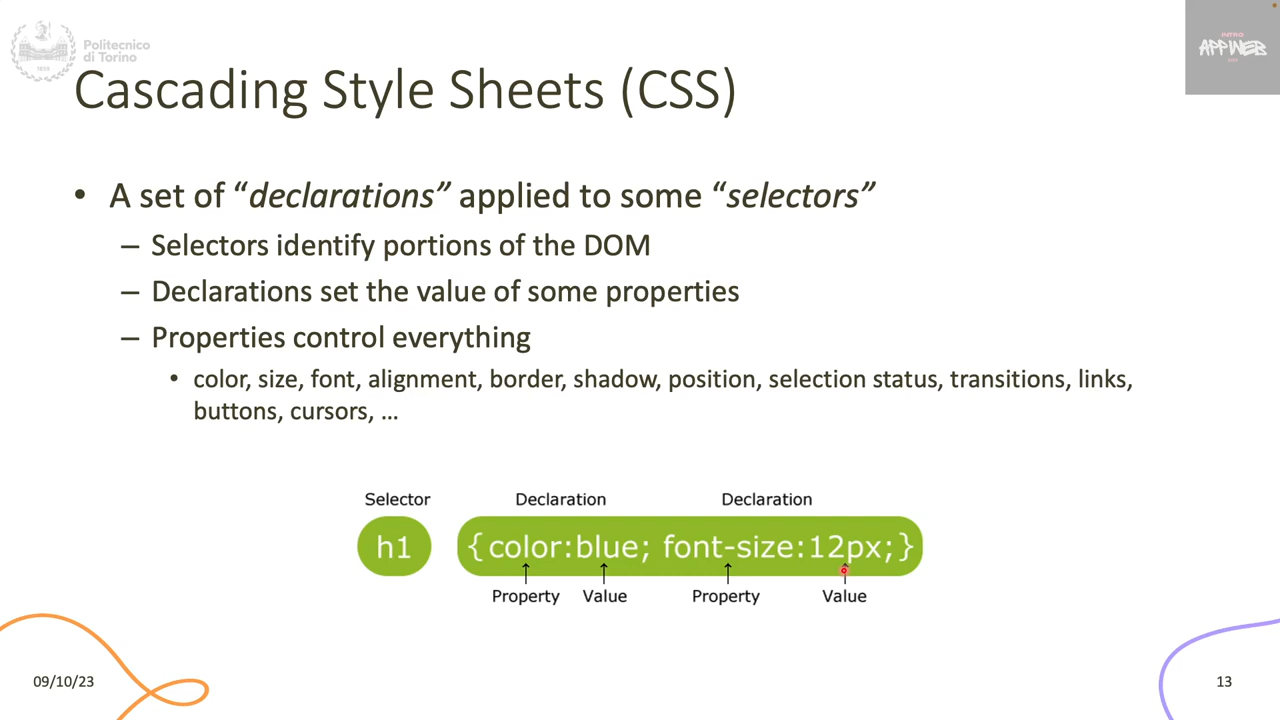 Politecnico
di Torino
1859
INTRO
APPWEB
Cascading Style Sheets (CSS)
• A set of “declarations” applied to some “selectors”
– Selectors identify portions of the DOM
– Declarations set the value of some properties
– Properties control everything
• color, size, font, alignment, border, shadow, position, selection status, transitions, links,
buttons, cursors, …
Selector Declaration Declaration
h1 {color:blue; font-size:12px;}
Property Value Property Value
09/10/23
13